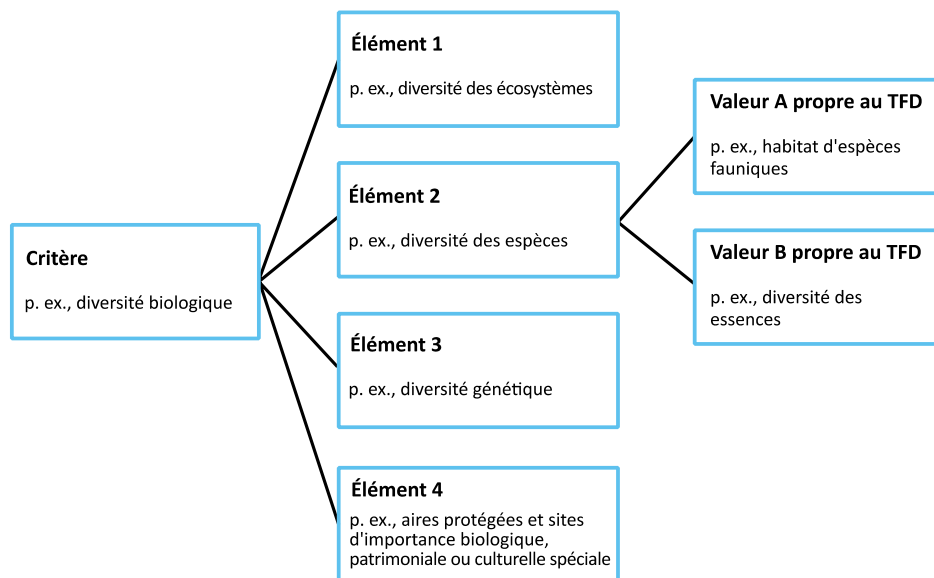 Critère
p. ex., diversité biologique
Élément 1
p. ex., diversité des écosystèmes
Élément 2
p. ex., diversité des espèces
Élément 3
p. ex., diversité génétique
Élément 4
p. ex., aires protégées et sites
d'importance biologique,
patrimoniale ou culturelle spéciale
Valeur A propre au TFD
p. ex., habitat d'espèces
fauniques
Valeur B propre au TFD
p. ex., diversité des
essences